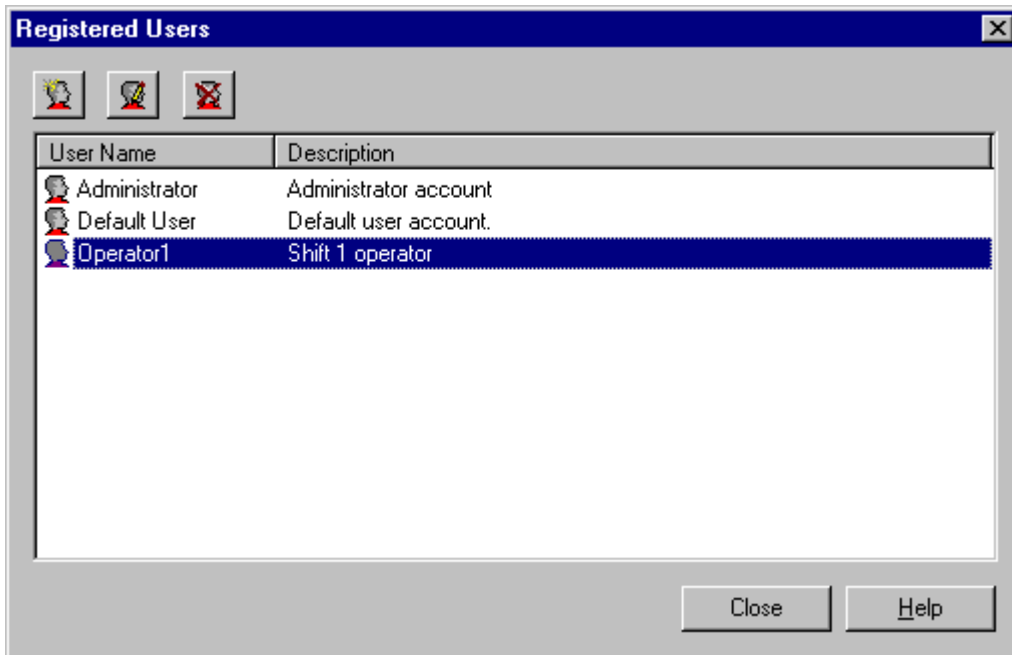 Registered Users
User Name Description
Administrator Administrator account
Default User Default user account.
Operator1 Shift 1 operator
Close Help